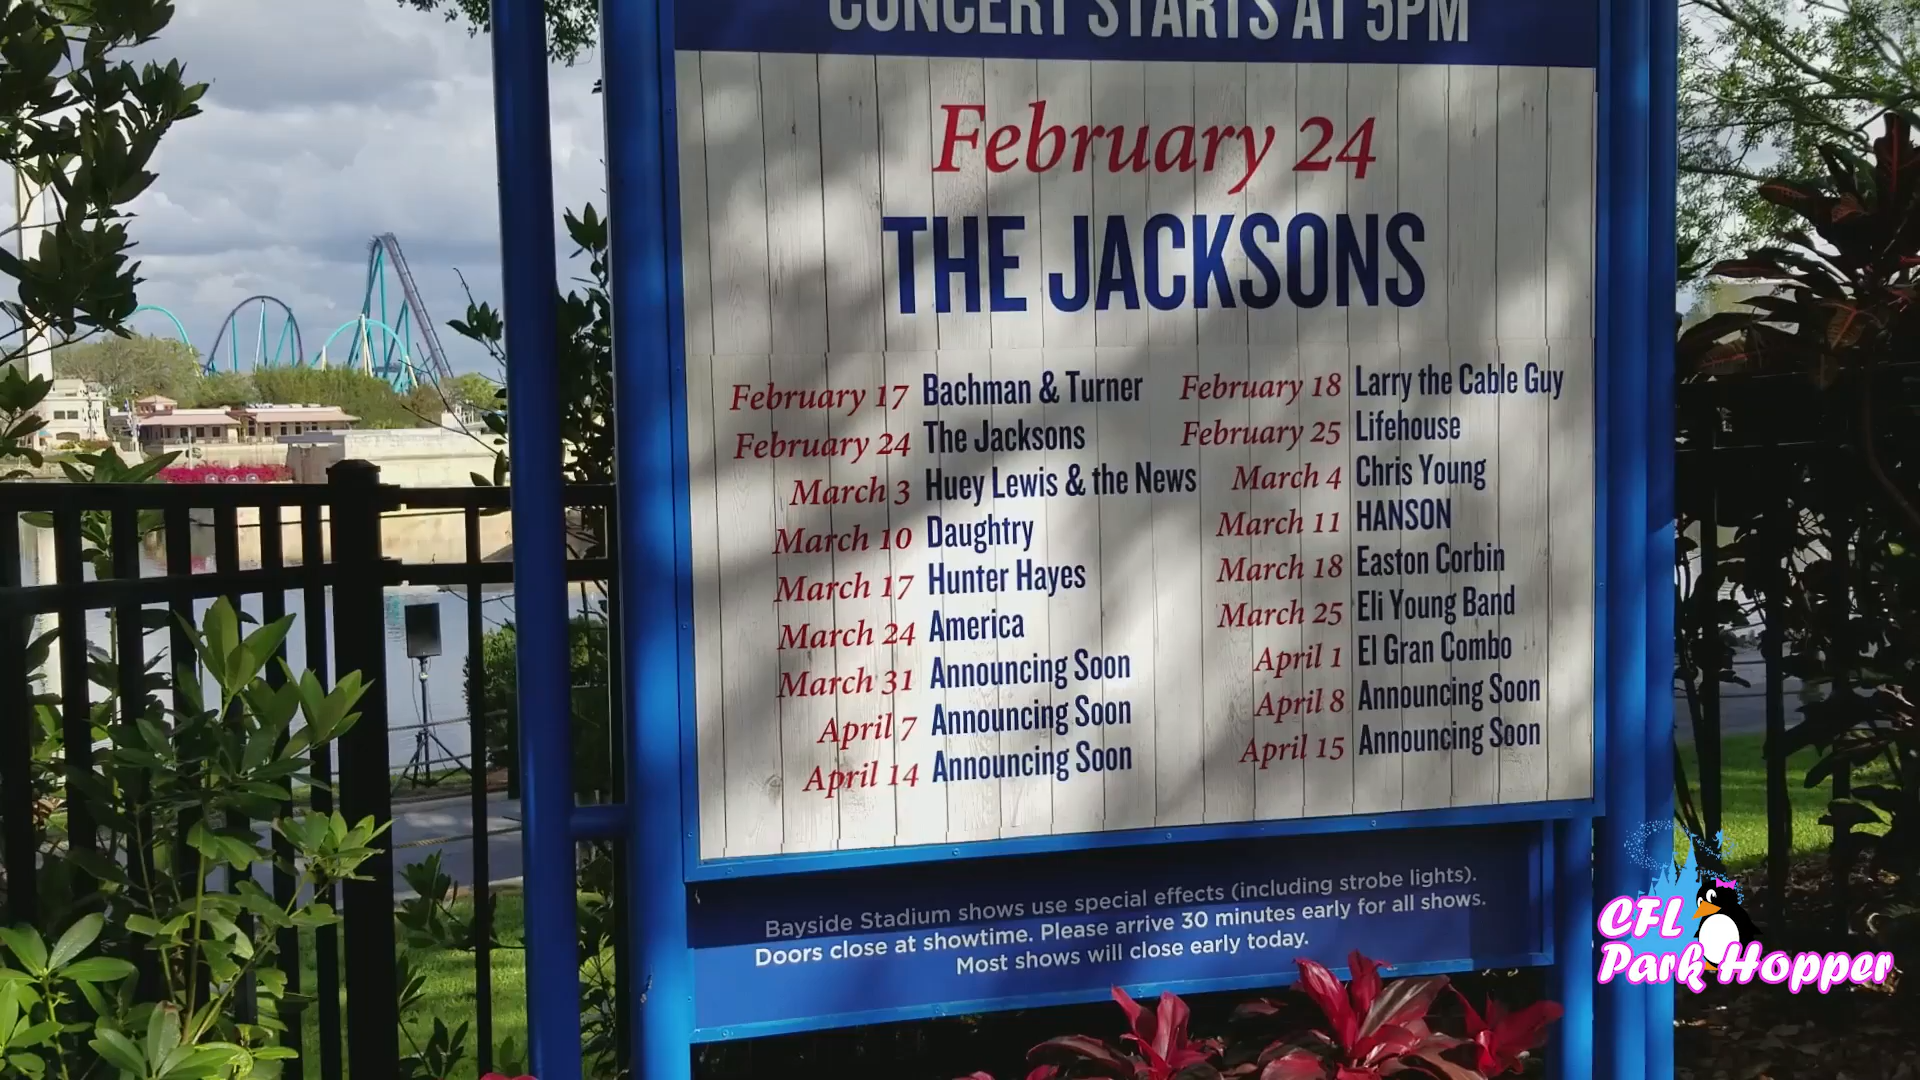 CONCERT STARTS AT 5PM
February 24
THE JACKSONS
February 17 Bachman & Turner
February 24 The Jacksons
March 3 Huey Lewis & the News
March 10 Daughtry
March 17 Hunter Hayes
March 24 America
March 31 Announcing Soon
April 7 Announcing Soon
April 14 Announcing Soon
February 18 Larry the Cable Guy
February 25 Lifehouse
March 4 Chris Young
March 11 HANSON
March 18 Easton Corbin
March 25 Eli Young Band
April 1 El Gran Combo
April 8 Announcing Soon
April 15 Announcing Soon
Bayside Stadium shows use special effects (including strobe lights).
Doors close at showtime. Please arrive 30 minutes early for all shows.
Most shows will close early today.
CFL
Park Hopper